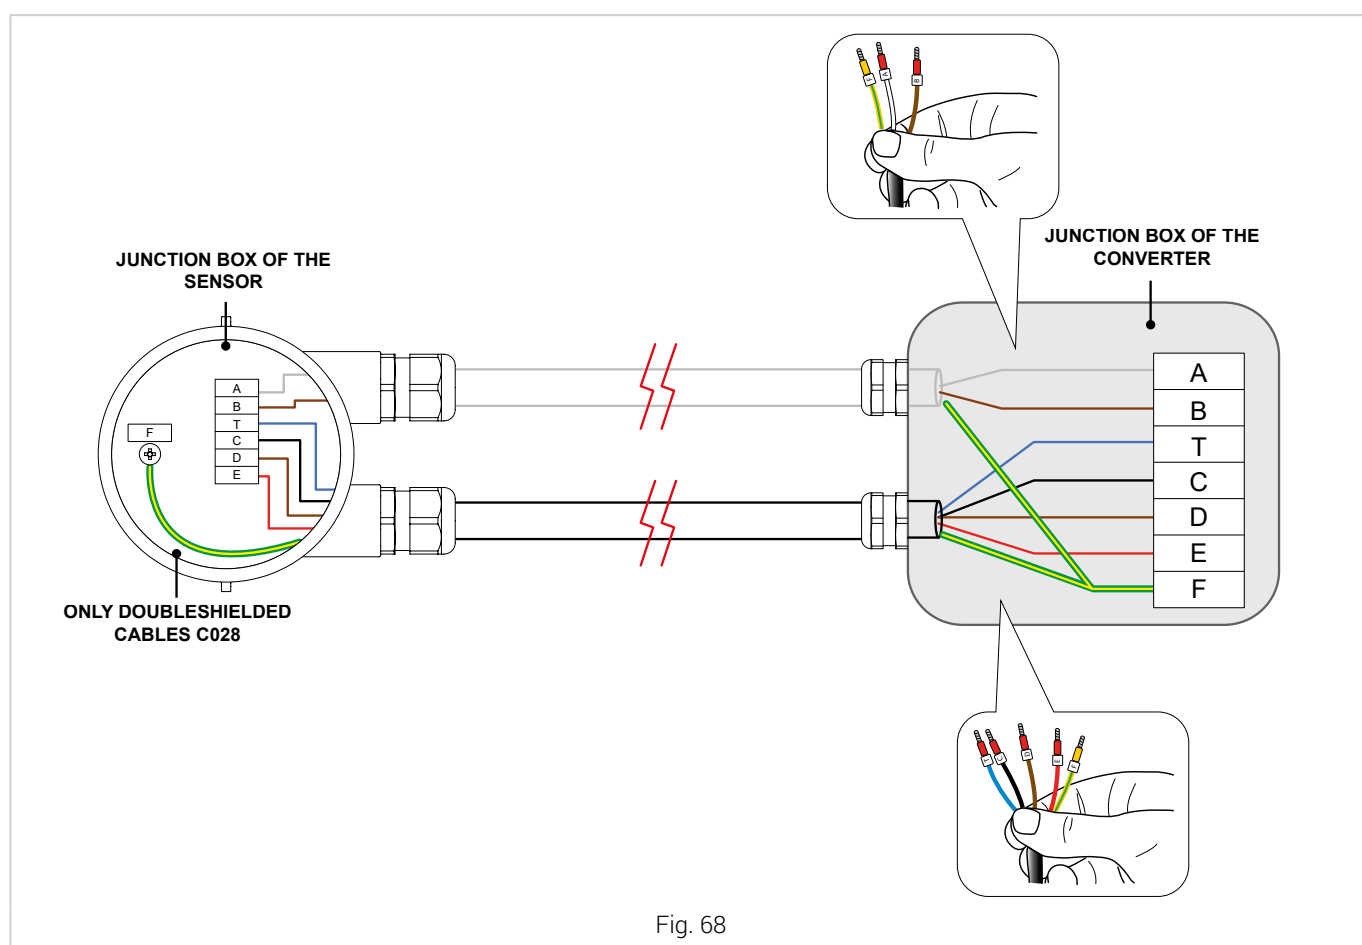 F
A
B
JUNCTION BOX OF THE
CONVERTER
JUNCTION BOX OF THE
SENSOR
A
B
T
C
D
E
F
A
B
T
C
D
E
F
ONLY DOUBLESHIELDED
CABLES C028
T
C
D
E
F
Fig. 68